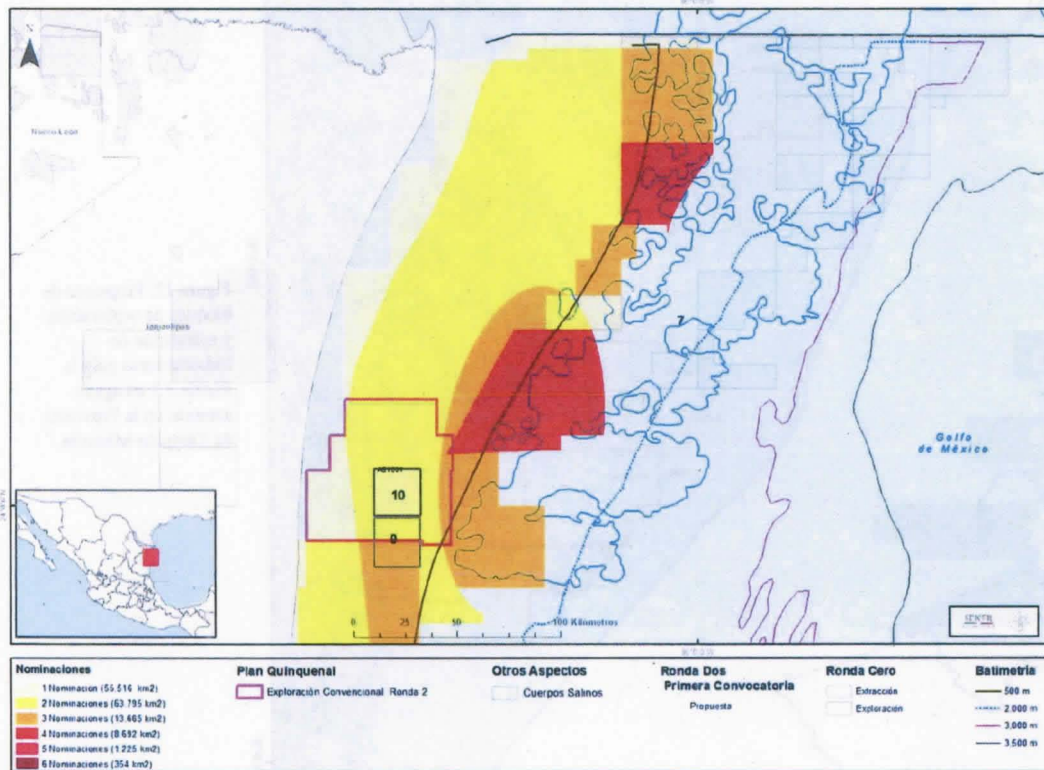 Nuevo León
Tamaulipas
7
Golfo
de México
10
9
0 25 50 100 Kilómetros
SENER
Nominaciones
1 Nominación (55,516 km2)
2 Nominaciones (63,795 km2)
3 Nominaciones (13,665 km2)
4 Nominaciones (8,692 km2)
5 Nominaciones (1,225 km2)
6 Nominaciones (354 km2)
Plan Quinquenal
Exploración Convencional Ronda 2
Otros Aspectos
Cuerpos Salinos
Ronda Dos
Primera Convocatoria
Propuesta
Ronda Cero
Extracción
Exploración
Batimetría
500 m
2,000 m
3,000 m
3,500 m